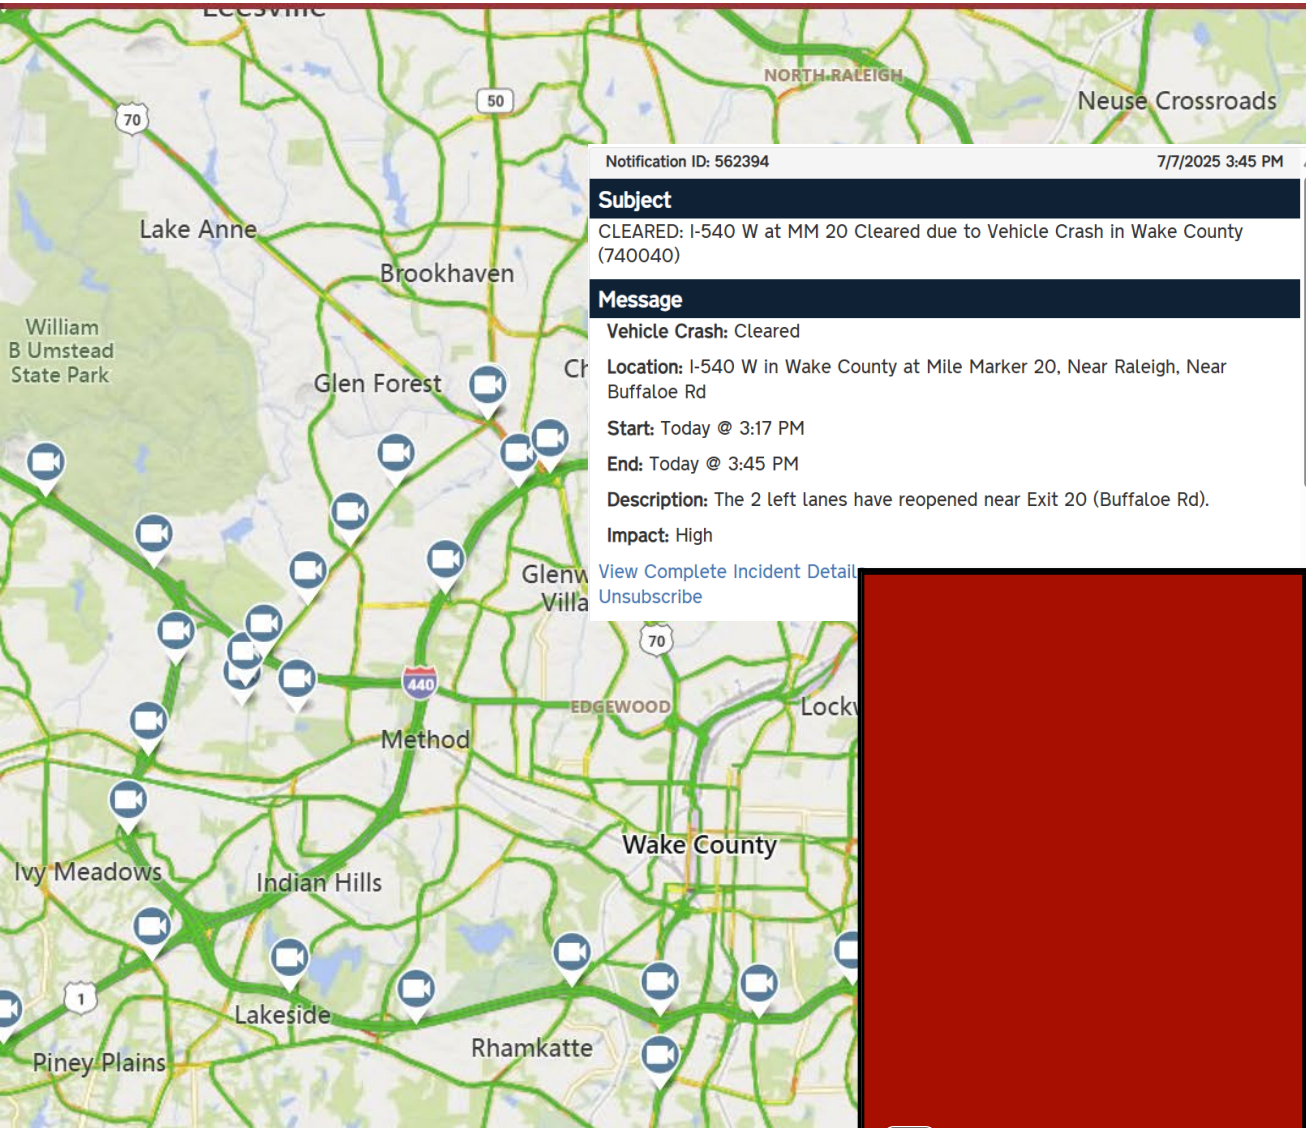 Leesville
NORTH RALEIGH
50
Neuse Crossroads
70
Notification ID: 562394
7/7/2025 3:45 PM
Subject
CLEARED: I-540 W at MM 20 Cleared due to Vehicle Crash in Wake County
(740040)
Lake Anne
Brookhaven
Message
William
B Umstead
State Park
Vehicle Crash: Cleared
Location: I-540 W in Wake County at Mile Marker 20, Near Raleigh, Near
Buffaloe Rd
Glen Forest
Ch
Start: Today @ 3:17 PM
End: Today @ 3:45 PM
Description: The 2 left lanes have reopened near Exit 20 (Buffaloe Rd).
Impact: High
View Complete Incident Detail
Unsubscribe
Glenw
Villa
70
440
EDGEWOOD
Lockw
Method
Wake County
Ivy Meadows
Indian Hills
1
Lakeside
Rhamkatte
Piney Plains